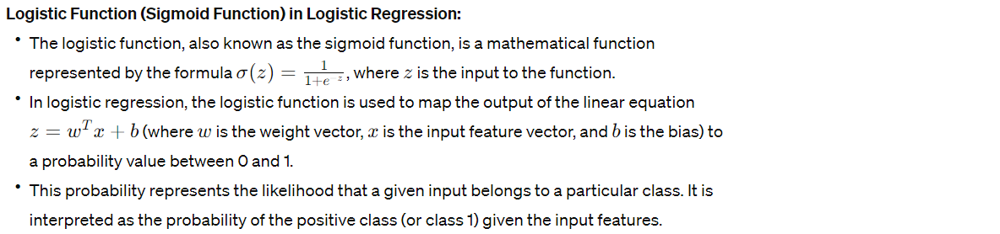 Logistic Function (Sigmoid Function) in Logistic Regression:
• The logistic function, also known as the sigmoid function, is a mathematical function
represented by the formula σ(z) = 1/(1+e^{-z}), where z is the input to the function.
• In logistic regression, the logistic function is used to map the output of the linear equation
z = w^T x + b (where w is the weight vector, x is the input feature vector, and b is the bias) to
a probability value between 0 and 1.
• This probability represents the likelihood that a given input belongs to a particular class. It is
interpreted as the probability of the positive class (or class 1) given the input features.